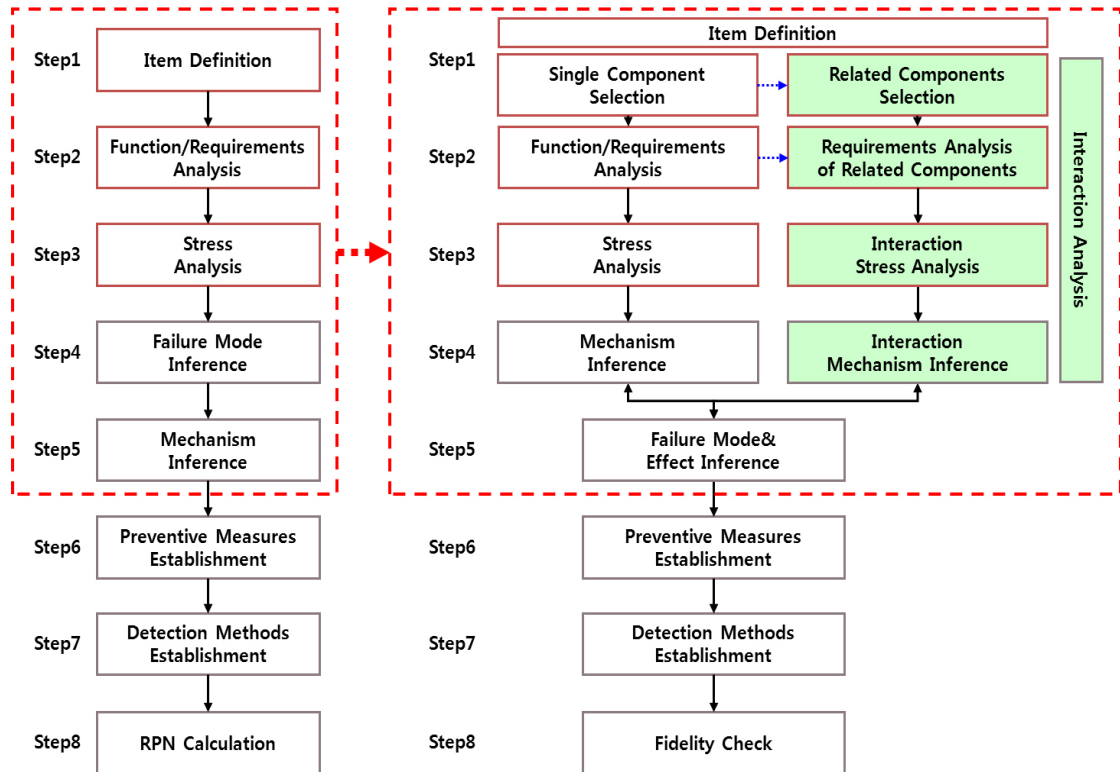 Step1
Item Definition
Step2
Function/Requirements
Analysis
Step3
Stress
Analysis
Step4
Failure Mode
Inference
Step5
Mechanism
Inference
Step6
Preventive Measures
Establishment
Step7
Detection Methods
Establishment
Step8
RPN Calculation
Item Definition
Step1
Single Component
Selection
Related Components
Selection
Step2
Function/Requirements
Analysis
Requirements Analysis
of Related Components
Step3
Stress
Analysis
Interaction
Stress Analysis
Step4
Mechanism
Inference
Interaction
Mechanism Inference
Interaction Analysis
Step5
Failure Mode&
Effect Inference
Step6
Preventive Measures
Establishment
Step7
Detection Methods
Establishment
Step8
Fidelity Check